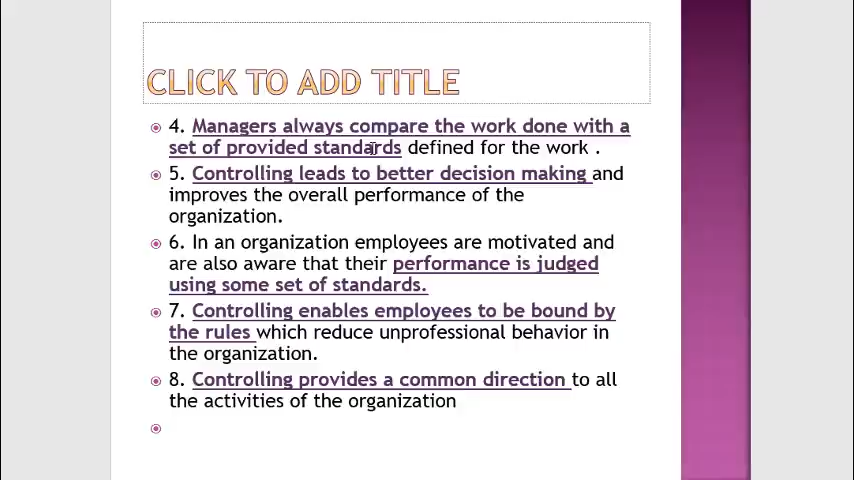 CLICK TO ADD TITLE
4. Managers always compare the work done with a
set of provided standards defined for the work .
5. Controlling leads to better decision making and
improves the overall performance of the
organization.
6. In an organization employees are motivated and
are also aware that their performance is judged
using some set of standards.
7. Controlling enables employees to be bound by
the rules which reduce unprofessional behavior in
the organization.
8. Controlling provides a common direction to all
the activities of the organization